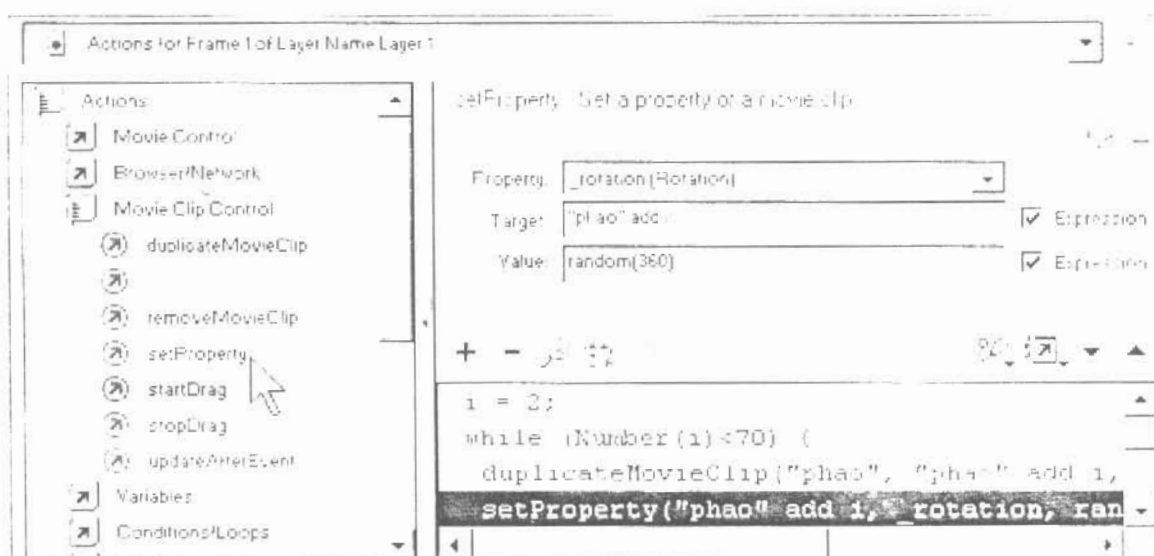 Actions for Frame 1 of Layer Name Layer 1
Actions
Movie Control
Browser/Network
Movie Clip Control
duplicateMovieClip
removeMovieClip
setProperty
startDrag
stopDrag
updateAfterEvent
Variables
Conditions/Loops
setProperty : Set a property of a movie clip
Property: _rotation (Rotation)
Target: "phao" add i Expression
Value: random(360) Expression
i = 2;
while (Number(i)<70) {
duplicateMovieClip("phao", "phao" add i,
setProperty("phao" add i, _rotation, ran